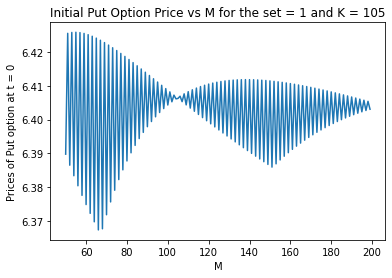 Initial Put Option Price vs M for the set = 1 and K = 105
Prices of Put option at t = 0
6.42
6.41
6.40
6.39
6.38
6.37
60 80 100 120 140 160 180 200
M